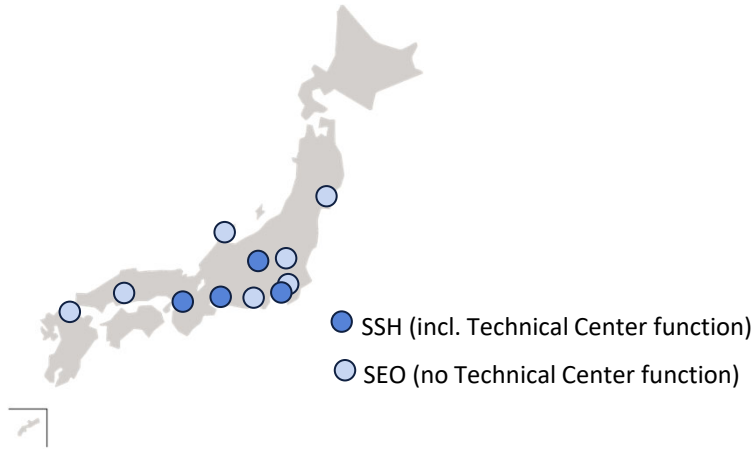 SSH (incl. Technical Center function)
SEO (no Technical Center function)